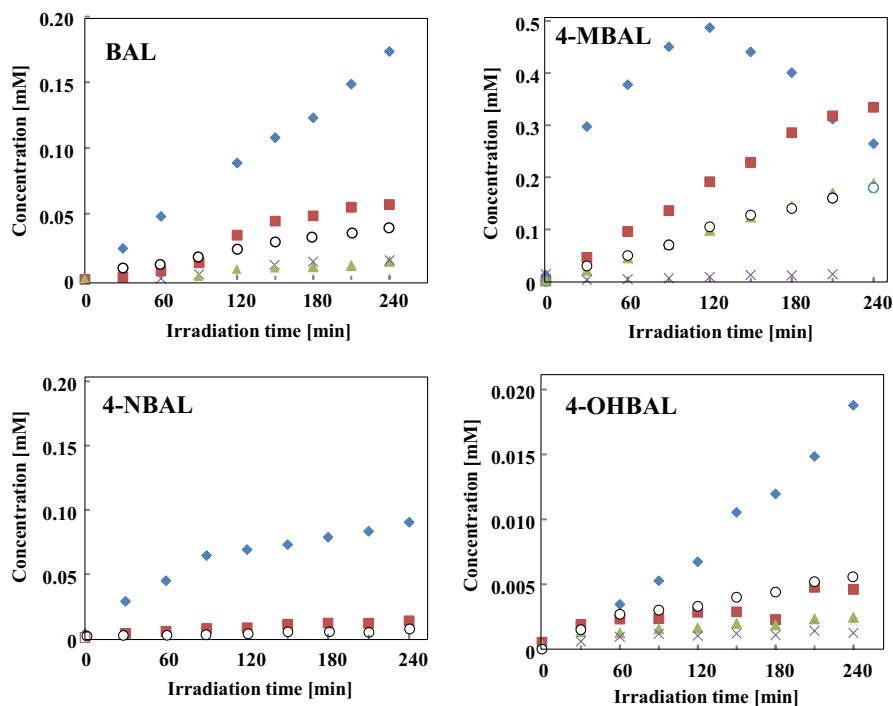 BAL
Concentration [mM]
0.20
0.15
0.10
0.05
0
0 60 120 180 240
Irradiation time [min]
4-MBAL
Concentration [mM]
0.5
0.4
0.3
0.2
0.1
0
0 60 120 180 240
Irradiation time [min]
4-NBAL
Concentration [mM]
0.20
0.15
0.10
0.05
0
0 60 120 180 240
Irradiation time [min]
4-OHBAL
Concentration [mM]
0.020
0.015
0.010
0.005
0
0 60 120 180 240
Irradiation time [min]